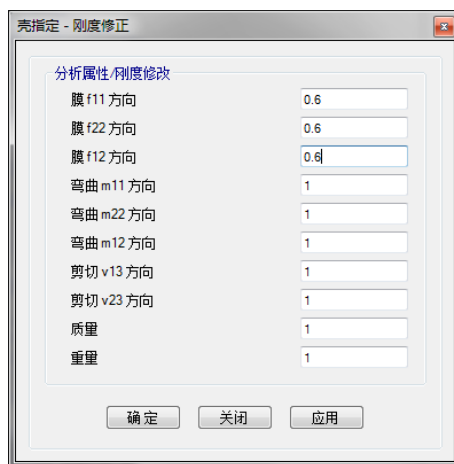 壳指定 - 刚度修正
分析属性/刚度修改
膜 f11 方向 0.6
膜 f22 方向 0.6
膜 f12 方向 0.6
弯曲 m11 方向 1
弯曲 m22 方向 1
弯曲 m12 方向 1
剪切 v13 方向 1
剪切 v23 方向 1
质量 1
重量 1
确定 关闭 应用